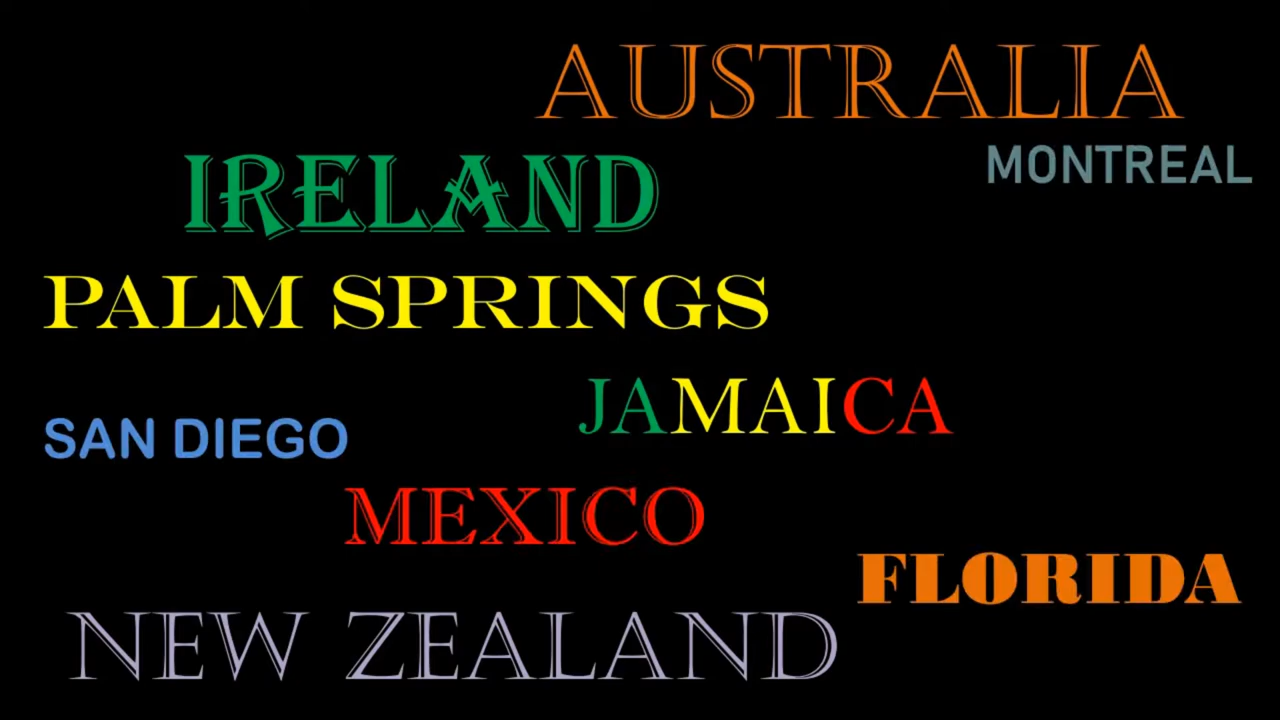 AUSTRALIA
MONTREAL
IRELAND
PALM SPRINGS
JAMAICA
SAN DIEGO
MEXICO
FLORIDA
NEW ZEALAND